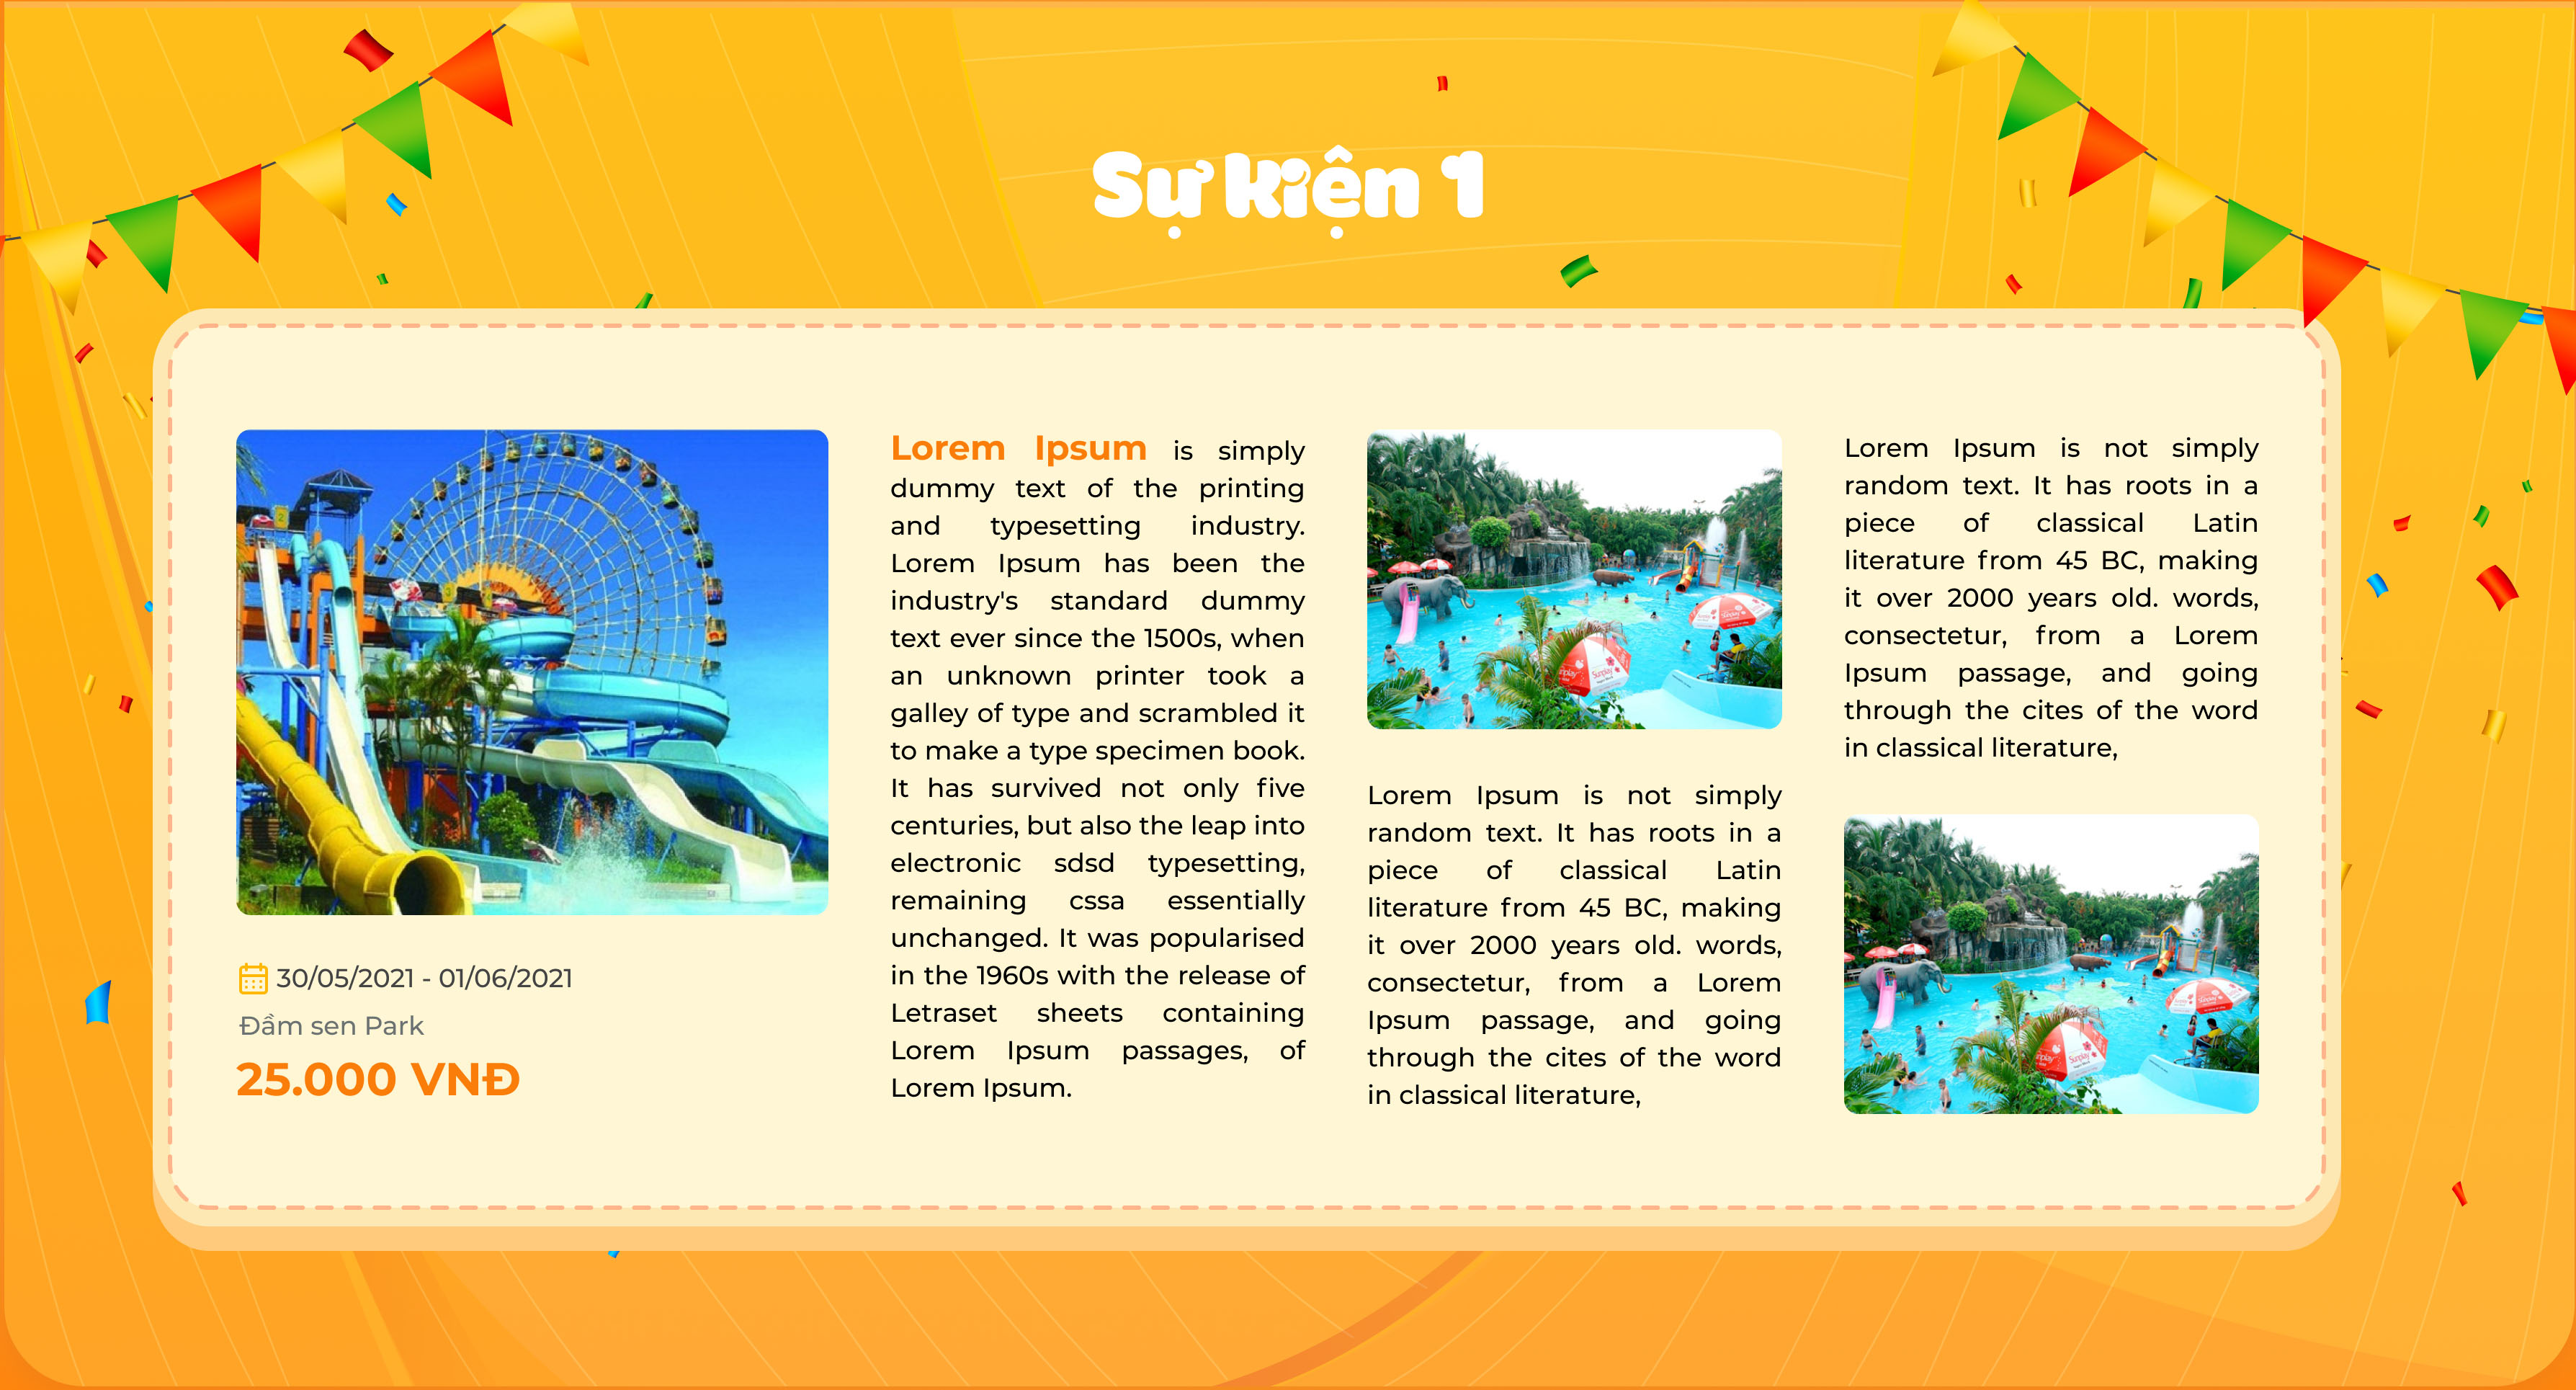 Sự kiện 1
30/05/2021 - 01/06/2021
Đầm sen Park
25.000 VNĐ
Lorem Ipsum is simply
dummy text of the printing
and typesetting industry.
Lorem Ipsum has been the
industry's standard dummy
text ever since the 1500s, when
an unknown printer took a
galley of type and scrambled it
to make a type specimen book.
It has survived not only five
centuries, but also the leap into
electronic sdsd typesetting,
remaining cssa essentially
unchanged. It was popularised
in the 1960s with the release of
Letraset sheets containing
Lorem Ipsum passages, of
Lorem Ipsum.
Sunplay
Lorem Ipsum is not simply
random text. It has roots in a
piece of classical Latin
literature from 45 BC, making
it over 2000 years old. words,
consectetur, from a Lorem
Ipsum passage, and going
through the cites of the word
in classical literature,
Lorem Ipsum is not simply
random text. It has roots in a
piece of classical Latin
literature from 45 BC, making
it over 2000 years old. words,
consectetur, from a Lorem
Ipsum passage, and going
through the cites of the word
in classical literature,
Sunplay